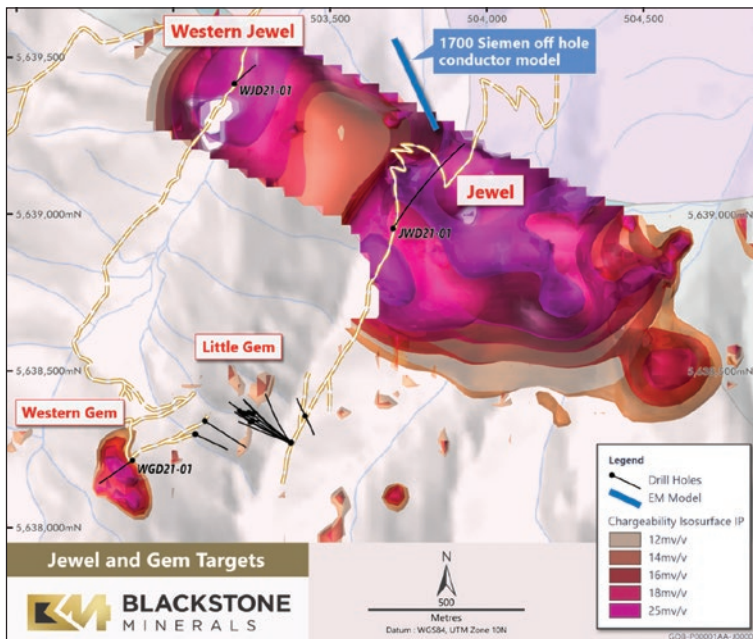 503,500
504,000
504,500
Western Jewel
1700 Siemen off hole
conductor model
5,639,500
WJD21-01
Jewel
5,639,000mN
5,639,000mN
JWD21-01
Little Gem
5,638,500
5,638,500mN
Western Gem
WGD21-01
5,638,000mN
Legend
Drill Holes
EM Model
Chargeability Isosurface IP
12mv/v
14mv/v
16mv/v
18mv/v
25mv/v
Jewel and Gem Targets
BLACKSTONE
MINERALS
N
500
Metres
Datum : WGS84, UTM Zone 10N